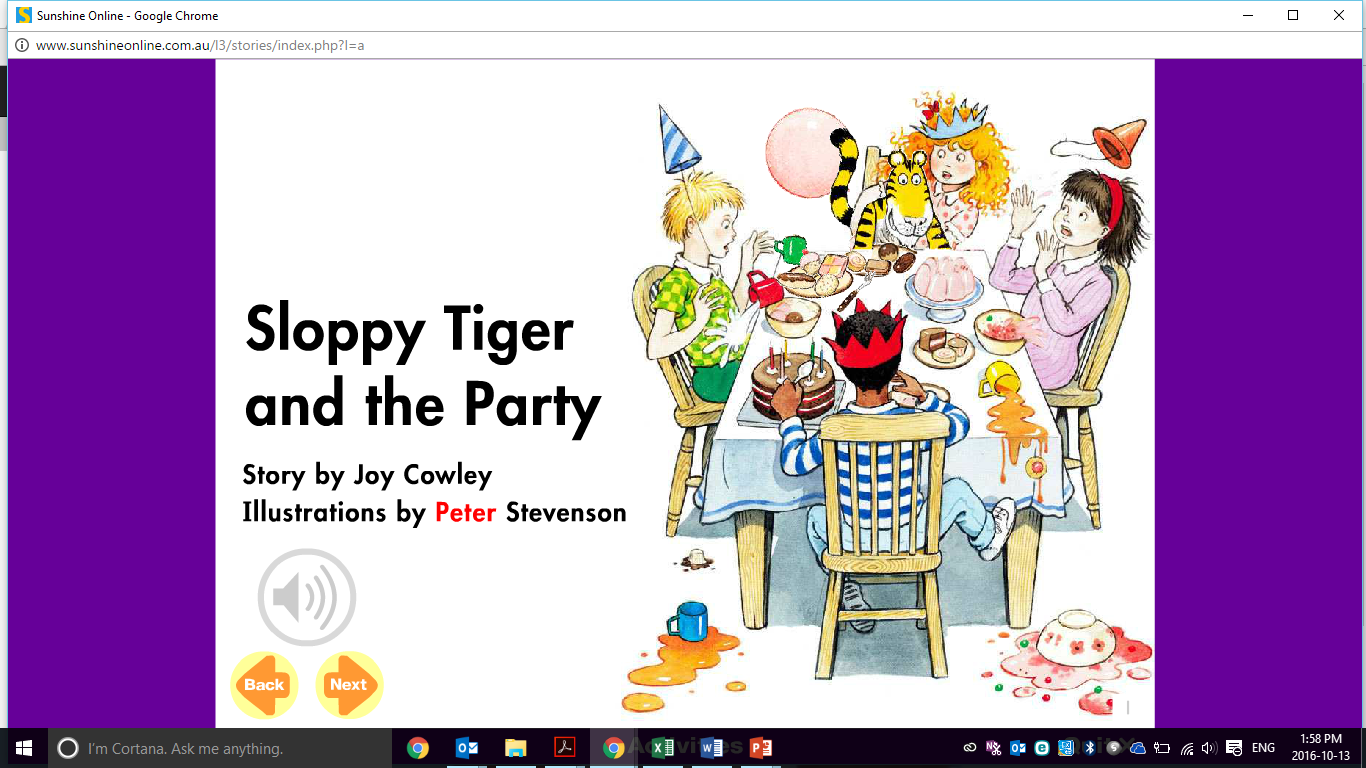 Sunshine Online - Google Chrome
www.sunshineonline.com.au/l3/stories/index.php?l=a
Sloppy Tiger
and the Party
Story by Joy Cowley
Illustrations by Peter Stevenson
Back
Next
I'm Cortana. Ask me anything.
Activities
ENG
1:58 PM
2016-10-13